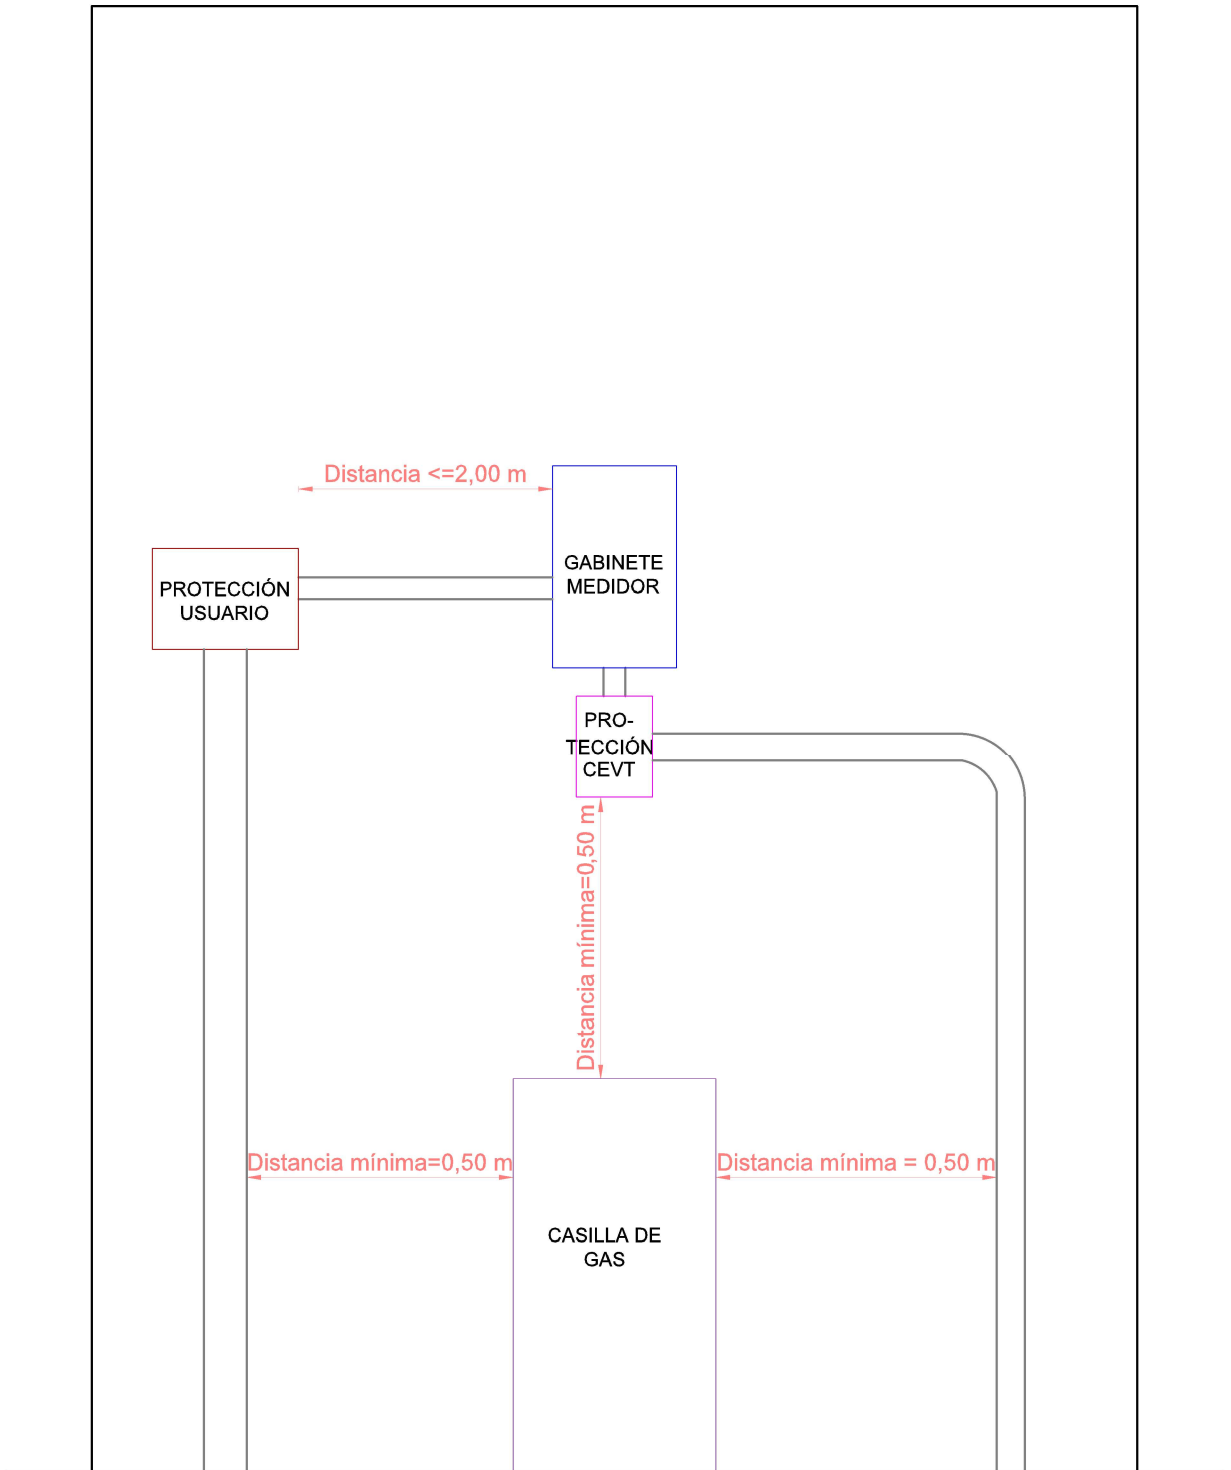 Distancia <=2,00 m
GABINETE
MEDIDOR
PROTECCIÓN
USUARIO
PRO-
TECCIÓN
CEVT
Distancia mínima=0,50 m
Distancia mínima=0,50 m
Distancia mínima = 0,50 m
CASILLA DE
GAS